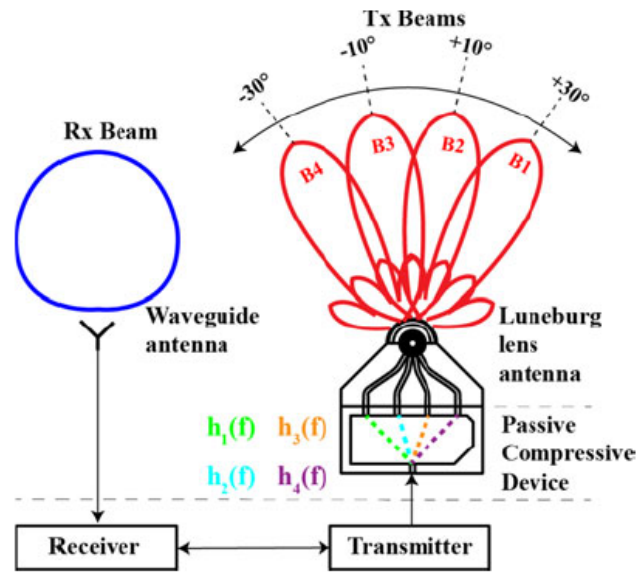 Tx Beams
-30°
-10°
+10°
+30°
Rx Beam
B4
B3
B2
B1
Waveguide
antenna
Luneburg
lens
antenna
h1(f)
h3(f)
h2(f)
h4(f)
Passive
Compressive
Device
Receiver
Transmitter